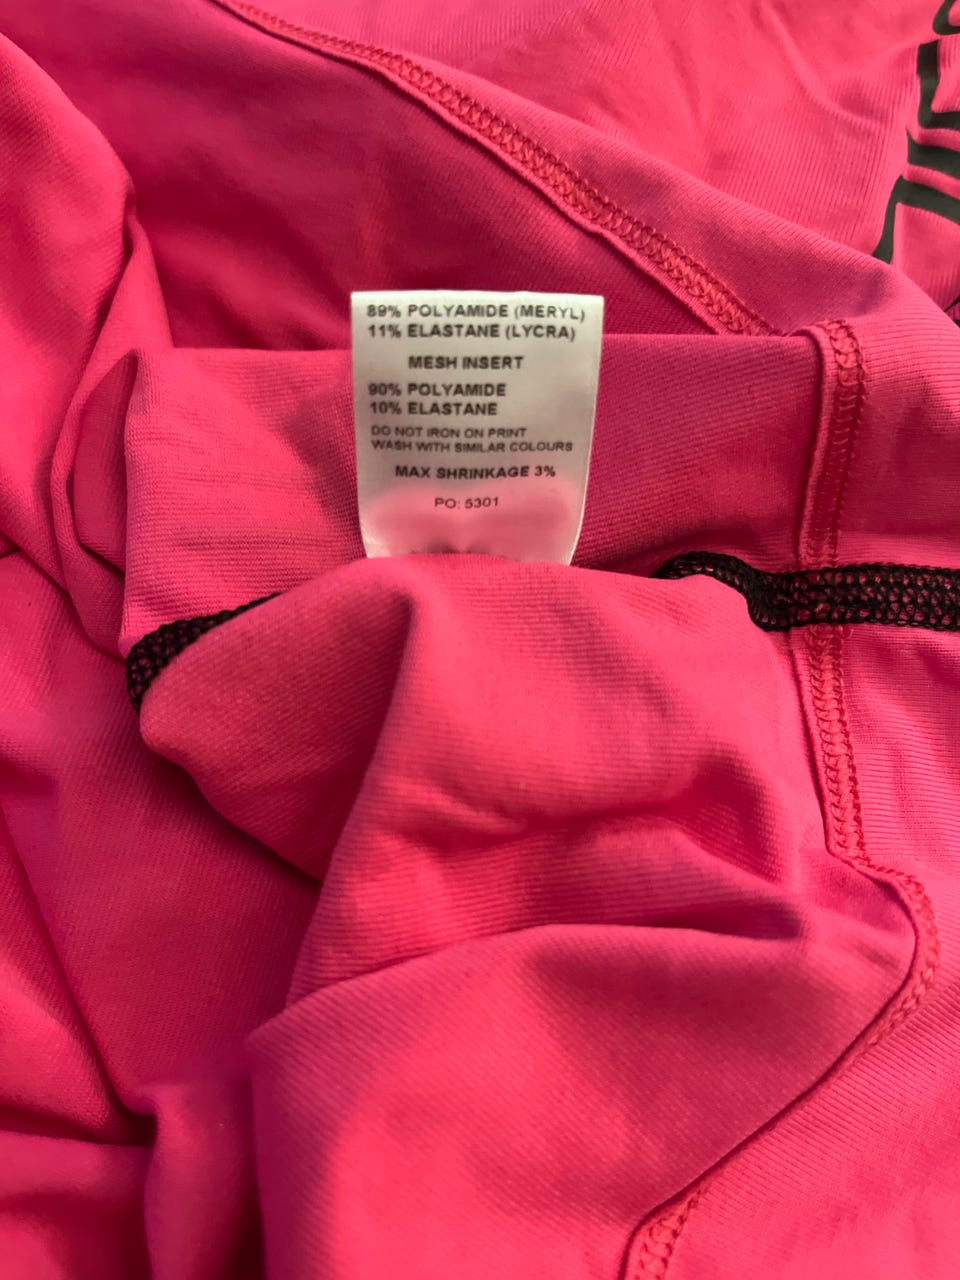 89% POLYAMIDE (MERYL)
11% ELASTANE (LYCRA)
MESH INSERT
90% POLYAMIDE
10% ELASTANE
DO NOT IRON ON PRINT
WASH WITH SIMILAR COLOURS
MAX SHRINKAGE 3%
PO: 5301